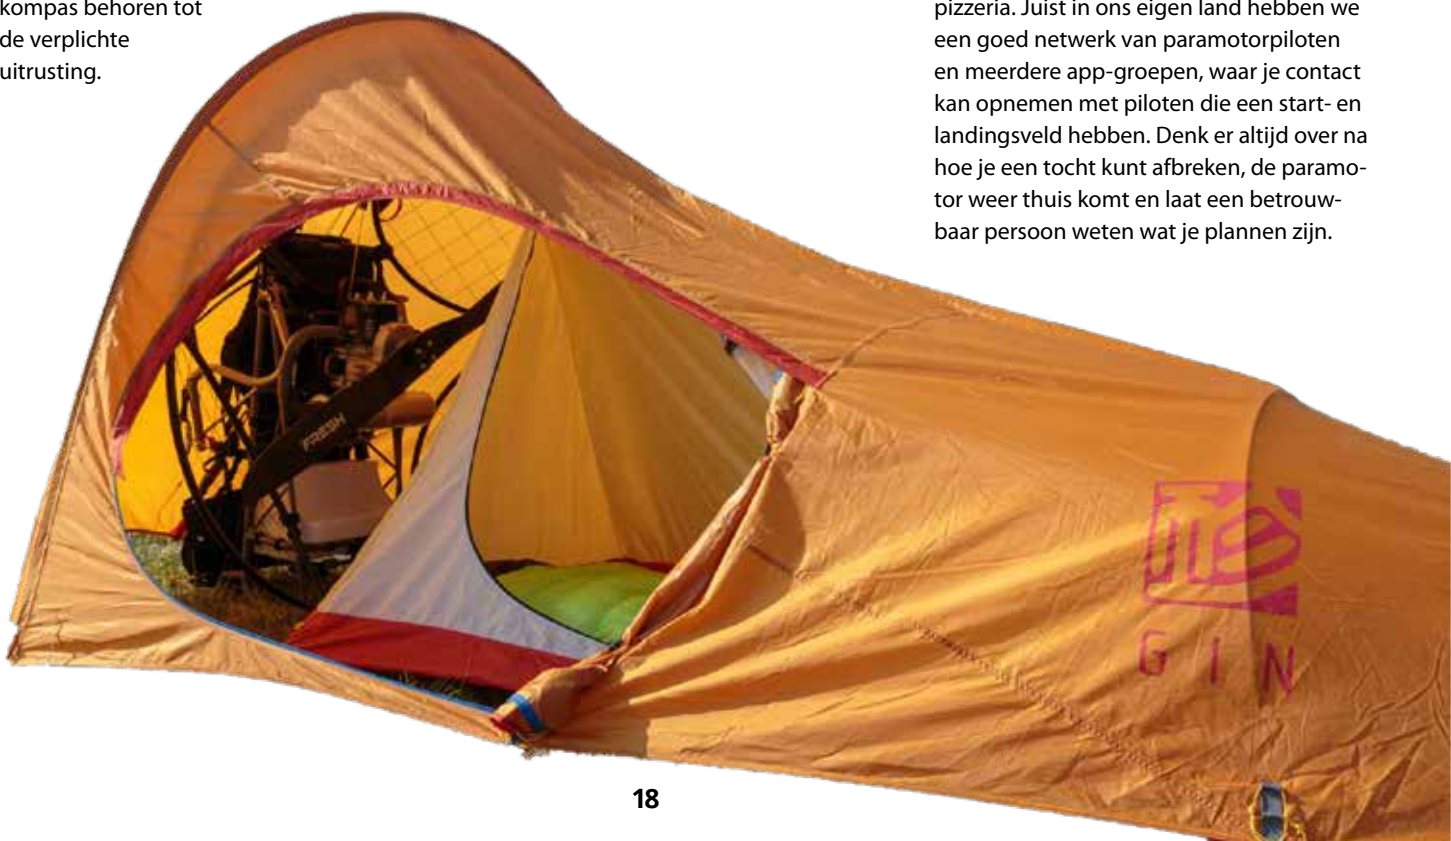 kompas behoren tot
de verplichte
uitrusting.
pizzeria. Juist in ons eigen land hebben we
een goed netwerk van paramotorpiloten
en meerdere app-groepen, waar je contact
kan opnemen met piloten die een start- en
landingsveld hebben. Denk er altijd over na
hoe je een tocht kunt afbreken, de paramo-
tor weer thuis komt en laat een betrouw-
baar persoon weten wat je plannen zijn.
FRESH
GIN
18